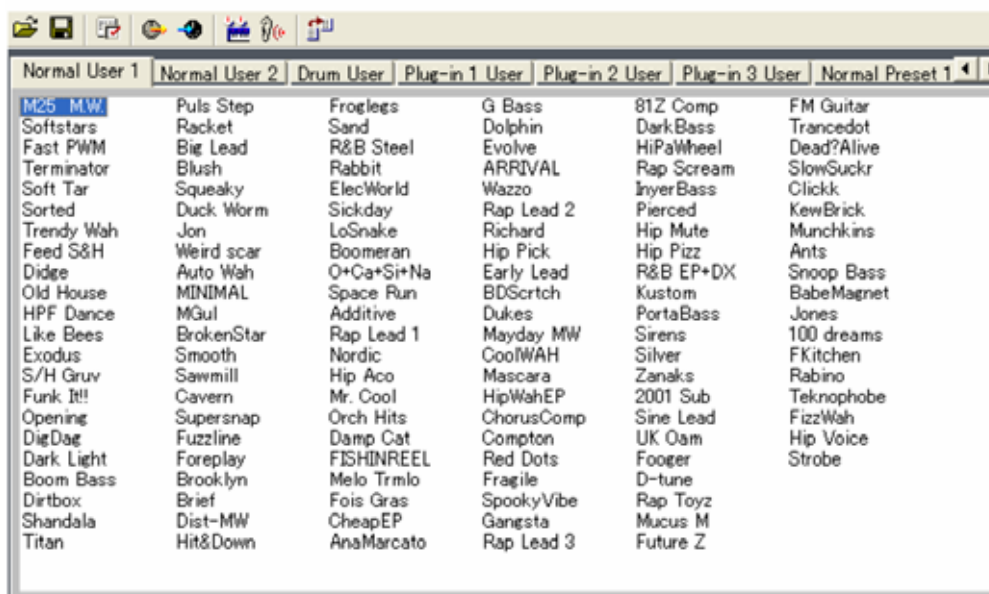 Normal User 1 Normal User 2 Drum User Plug-in 1 User Plug-in 2 User Plug-in 3 User Normal Preset 1
M25 M.W. Puls Step Froglegs G Bass 81Z Comp FM Guitar
Softstars Racket Sand Dolphin DarkBass Trancedot
Fast PWM Big Lead R&B Steel Evolve HiPaWheel Dead?Alive
Terminator Blush Rabbit ARRIVAL Rap Scream SlowSuckr
Soft Tar Squeaky ElecWorld Wazzo InyerBass Clickk
Sorted Duck Worm Sickday Rap Lead 2 Pierced KewBrick
Trendy Wah Jon LoSnake Richard Hip Mute Munchkins
Feed S&H Weird scar Boomeran Hip Pick Hip Pizz Ants
Didge Auto Wah O+Ca+Si+Na Early Lead R&B EP+DX Snoop Bass
Old House MINIMAL Space Run BDScrtch Kustom BabeMagnet
HPF Dance MGul Additive Dukes PortaBass Jones
Like Bees BrokenStar Rap Lead 1 Mayday MW Sirens 100 dreams
Exodus Smooth Nordic CoolWAH Silver FKitchen
S/H Gruv Sawmill Hip Aco Mascara Zanaks Rabino
Funk It!! Cavern Mr. Cool HipWahEP 2001 Sub Teknophobe
Opening Supersnap Orch Hits ChorusComp Sine Lead FizzWah
DigDag Fuzzline Damp Cat Compton UK Oam Hip Voice
Dark Light Foreplay FISHINREEL Red Dots Fooger Strobe
Boom Bass Brooklyn Melo Trmlo Fragile D-tune
Dirtbox Brief Fois Gras SpookyVibe Rap Toyz
Shandala Dist-MW CheapEP Gangsta Mucus M
Titan Hit&Down AnaMarcato Rap Lead 3 Future Z